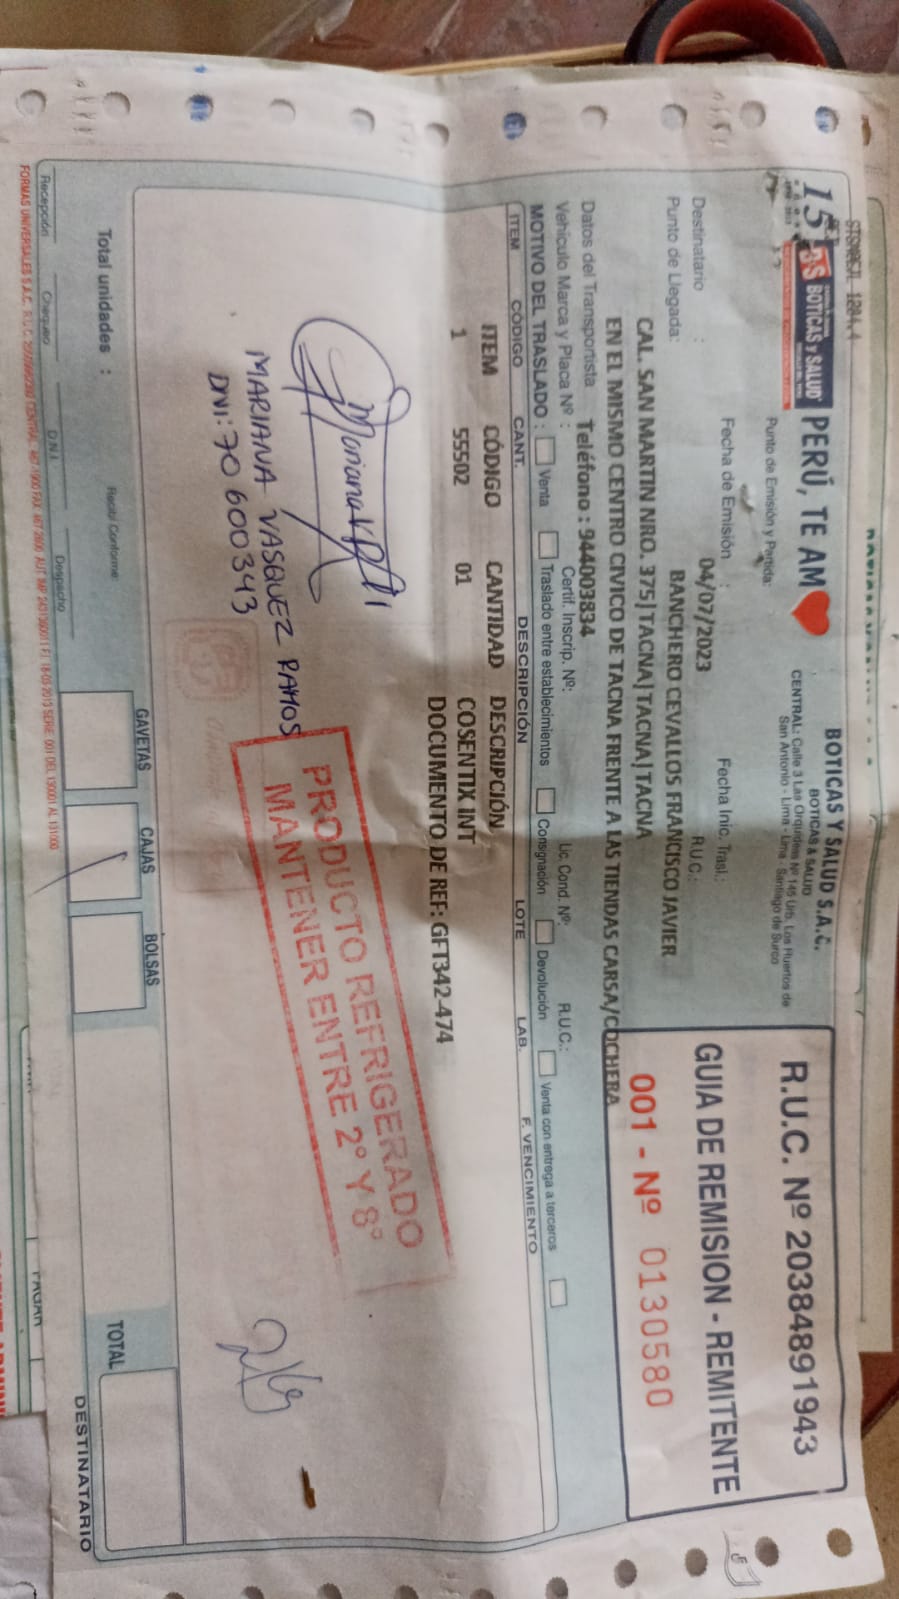 STGNREJL 1284.4
15
BS BOTICAS y SALUD
PERÚ, TE AM❤
BOTICAS Y SALUD S.A.C.
BOTICAS & SALUD
CENTRAL: Calle 3 Las Orquídeas Nº 145 Urb. Los Huertos de
San Antonio - Lima - Lima - Santiago de Surco
R.U.C. Nº 20384891943
GUIA DE REMISION - REMITENTE
001 - Nº 0130580
Punto de Emisión y Partida:
Fecha de Emisión : 04/07/2023 Fecha Inic. Trasl.:
Destinatario : BANCHERO CEVALLOS FRANCISCO JAVIER R.U.C.:
Punto de Llegada: CAL. SAN MARTIN NRO. 375|TACNA|TACNA|TACNA
EN EL MISMO CENTRO CIVICO DE TACNA FRENTE A LAS TIENDAS CARSA/COCHERA
Datos del Transportista Teléfono : 944003834 R.U.C.:
Vehículo Marca y Placa Nº : Certif. Inscrip. Nº: Lic. Cond. Nº:
MOTIVO DEL TRASLADO : Venta Traslado entre establecimientos Consignación Devolución Venta con entrega a terceros
ITEM CÓDIGO CANT. DESCRIPCIÓN LOTE LAB. F. VENCIMIENTO
ITEM CÓDIGO CANTIDAD DESCRIPCIÓN
1 55502 01 COSENTIX INT
DOCUMENTO DE REF: GFT342-474
PRODUCTO REFRIGERADO
MANTENER ENTRE 2° Y 8°
MARIANA VASQUEZ RAMOS
DNI: 70600343
GAVETAS CAJAS BOLSAS
Total unidades : Recibí Conforme TOTAL
Recepción Chequeo D.N.I. Despacho
DESTINATARIO